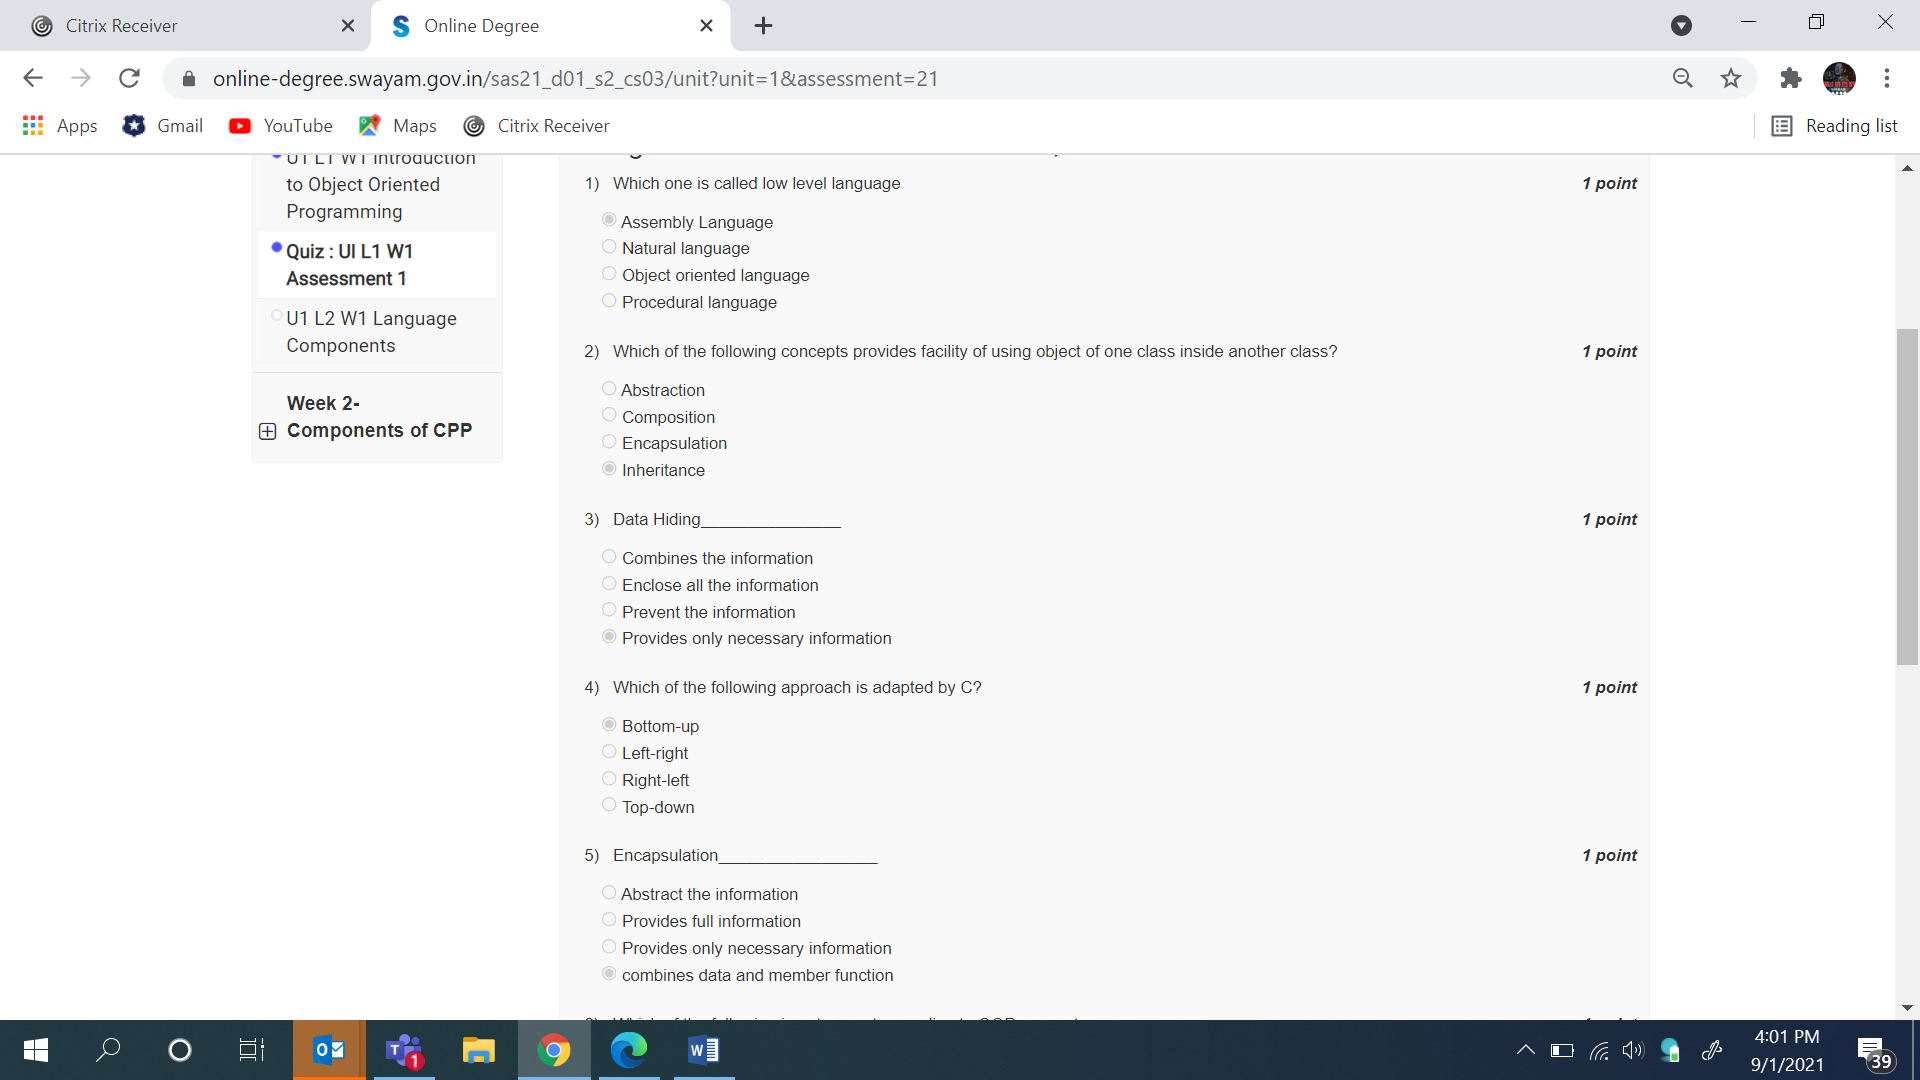 Citrix Receiver
Online Degree
online-degree.swayam.gov.in/sas21_d01_s2_cs03/unit?unit=1&assessment=21
Apps
Gmail
YouTube
Maps
Citrix Receiver
Reading list
U1 L1 W1 Introduction
to Object Oriented
Programming
Quiz : UI L1 W1
Assessment 1
U1 L2 W1 Language
Components
Week 2-
Components of CPP
1) Which one is called low level language 1 point
Assembly Language
Natural language
Object oriented language
Procedural language
2) Which of the following concepts provides facility of using object of one class inside another class? 1 point
Abstraction
Composition
Encapsulation
Inheritance
3) Data Hiding_______________ 1 point
Combines the information
Enclose all the information
Prevent the information
Provides only necessary information
4) Which of the following approach is adapted by C? 1 point
Bottom-up
Left-right
Right-left
Top-down
5) Encapsulation_________________ 1 point
Abstract the information
Provides full information
Provides only necessary information
combines data and member function
4:01 PM
9/1/2021
1
39